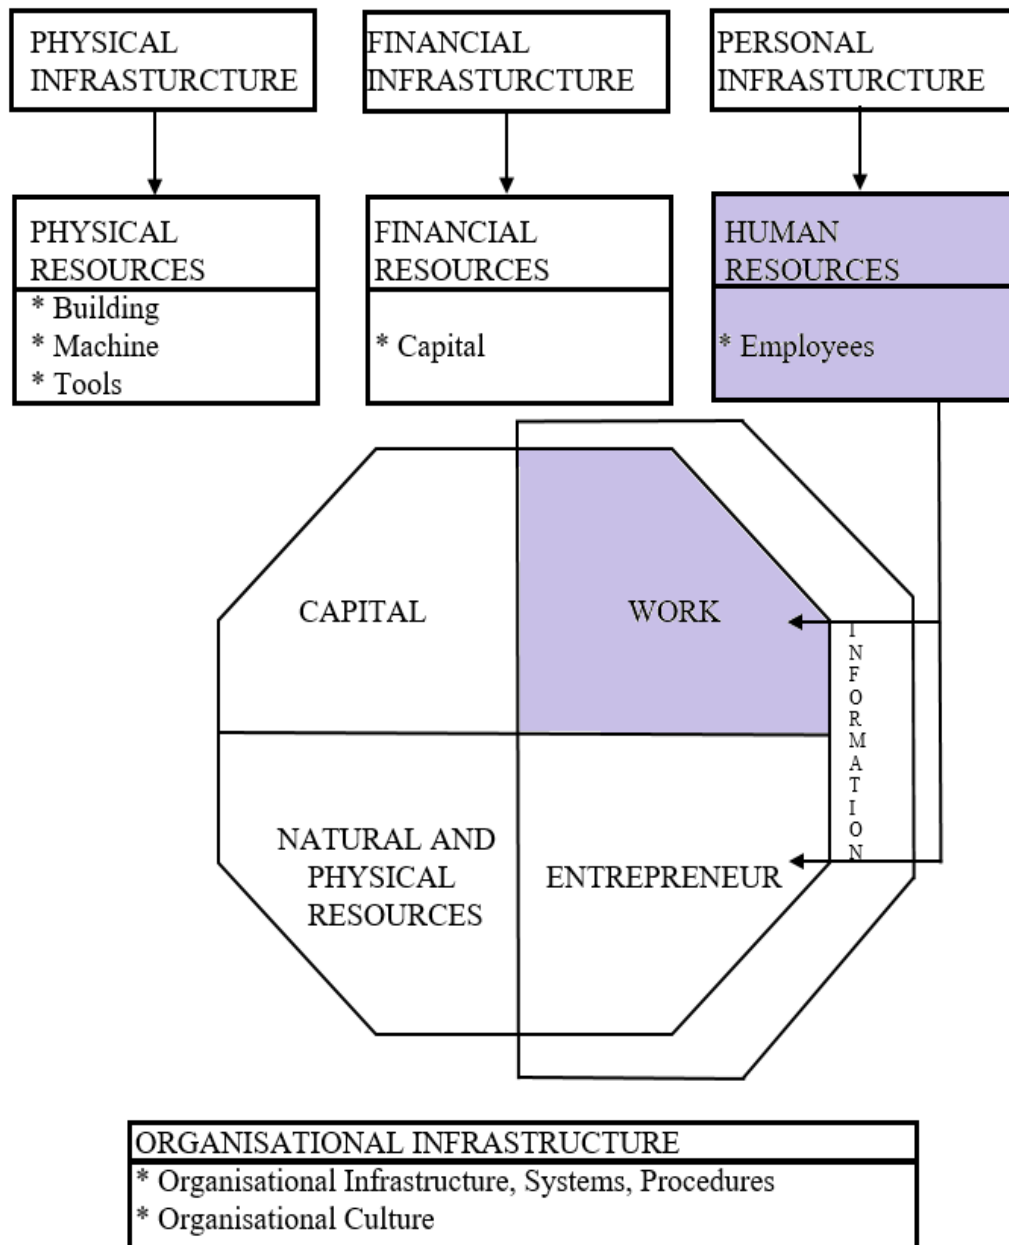 PHYSICAL
INFRASTURCTURE
FINANCIAL
INFRASTURCTURE
PERSONAL
INFRASTURCTURE
PHYSICAL
RESOURCES
* Building
* Machine
* Tools
FINANCIAL
RESOURCES
* Capital
HUMAN
RESOURCES
* Employees
CAPITAL
WORK
INFORMATION
NATURAL AND
PHYSICAL
RESOURCES
ENTREPRENEUR
ORGANISATIONAL INFRASTRUCTURE
* Organisational Infrastructure, Systems, Procedures
* Organisational Culture